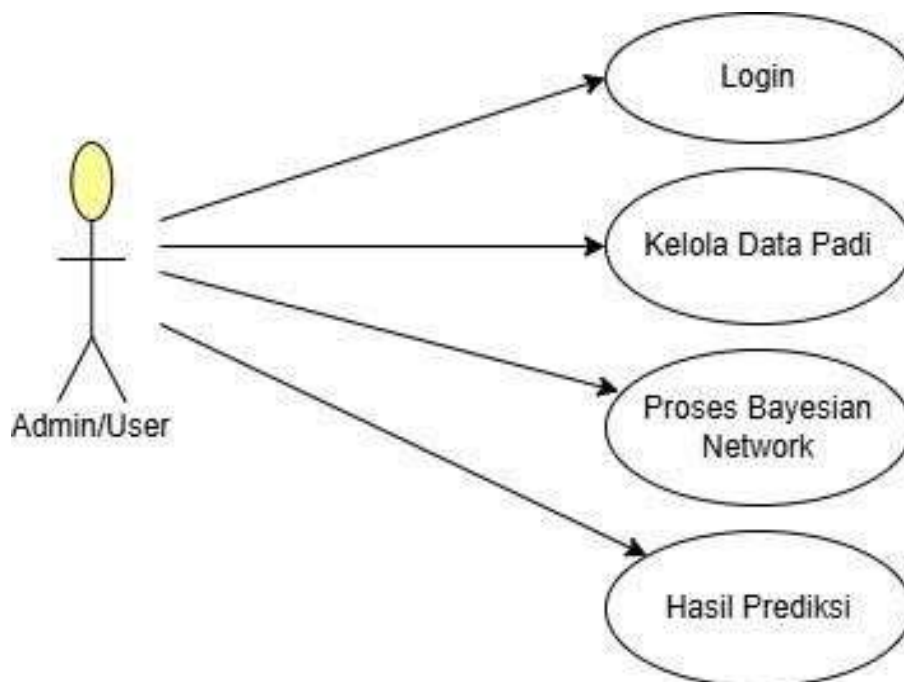 Login
Kelola Data Padi
Proses Bayesian
Network
Admin/User
Hasil Prediksi